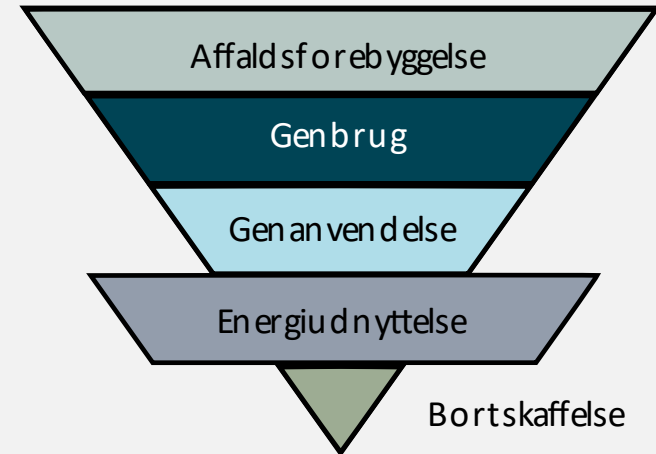 Affaldsforebyggelse
Genbrug
Genanvendelse
Energiudnyttelse
Bortskaffelse